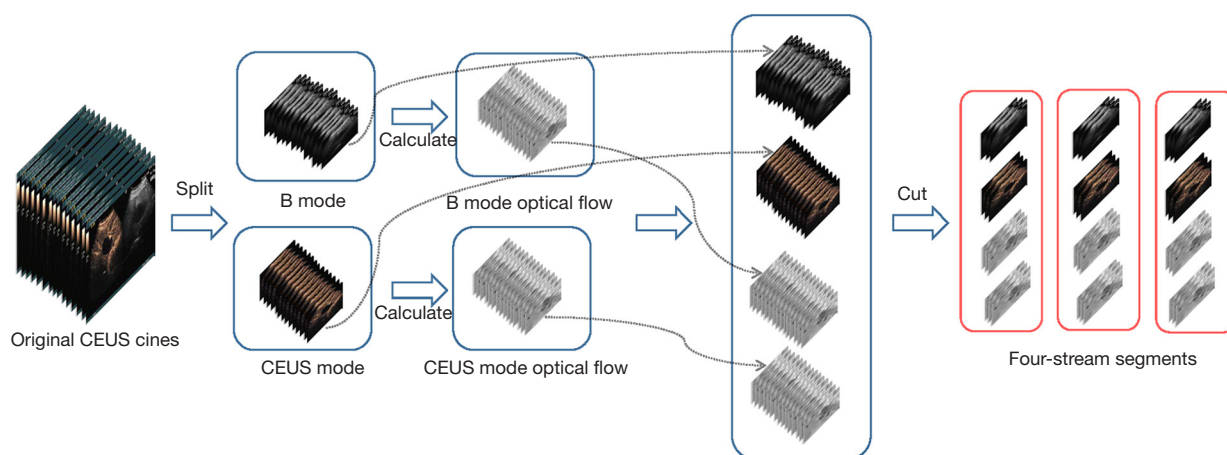 Original CEUS cines
Split
B mode
CEUS mode
Calculate
Calculate
B mode optical flow
CEUS mode optical flow
Cut
Four-stream segments